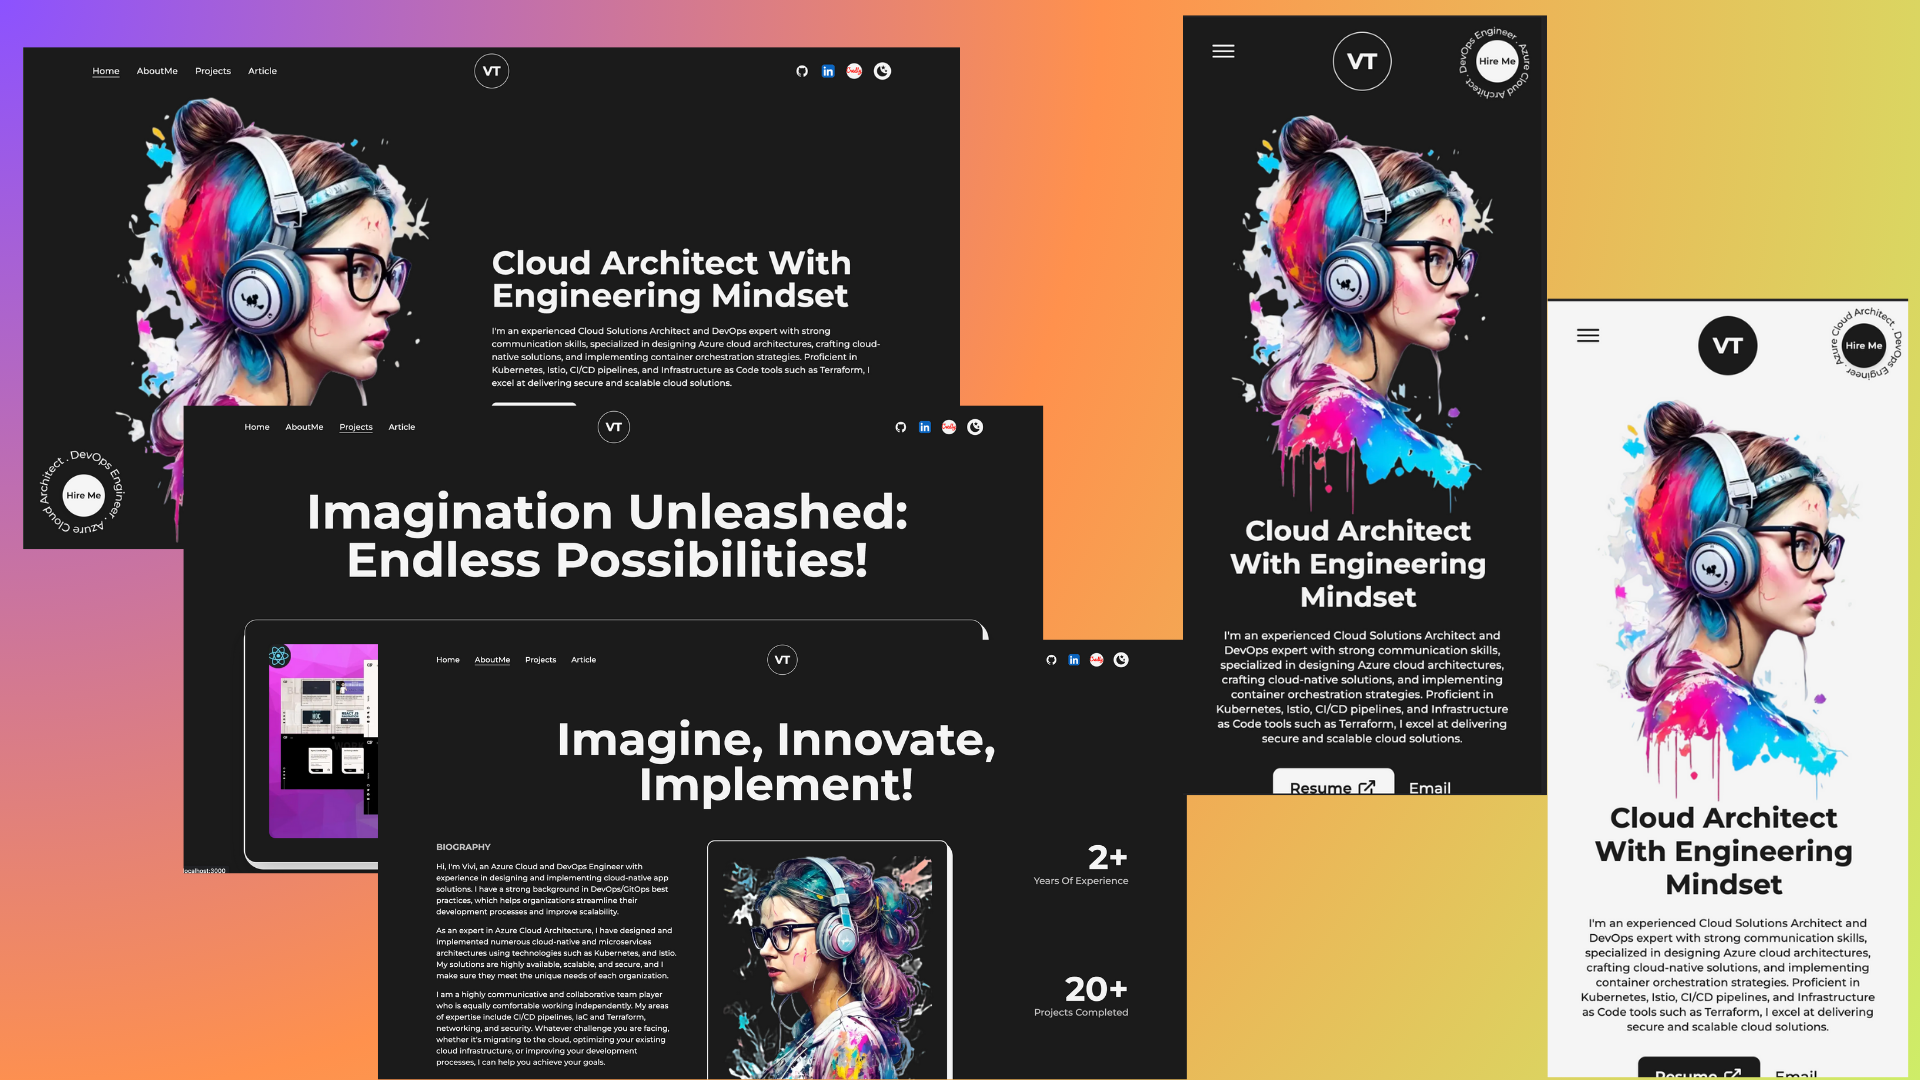 Home AboutMe Projects Article
VT
Cloud Architect With
Engineering Mindset
I'm an experienced Cloud Solutions Architect and DevOps expert with strong
communication skills, specialized in designing Azure cloud architectures, crafting cloud-
native solutions, and implementing container orchestration strategies. Proficient in
Kubernetes, Istio, CI/CD pipelines, and Infrastructure as Code tools such as Terraform, I
excel at delivering secure and scalable cloud solutions.
Azure Cloud Architect . DevOps Engineer .
Hire Me
Home AboutMe Projects Article
VT
Imagination Unleashed:
Endless Possibilities!
localhost:3000
Home AboutMe Projects Article
VT
Imagine, Innovate,
Implement!
BIOGRAPHY
Hi, I'm Vivi, an Azure Cloud and DevOps Engineer with
experience in designing and implementing cloud-native app
solutions. I have a strong background in DevOps/GitOps best
practices, which helps organizations streamline their
development processes and improve scalability.
As an expert in Azure Cloud Architecture, I have designed and
implemented numerous cloud-native and microservices
architectures using technologies such as Kubernetes, and Istio.
My solutions are highly available, scalable, and secure, and I
make sure they meet the unique needs of each organization.
I am a highly communicative and collaborative team player
who is equally comfortable working independently. My areas
of expertise include CI/CD pipelines, IaC and Terraform,
networking, and security. Whatever challenge you are facing,
whether it's migrating to the cloud, optimizing your existing
cloud infrastructure, or improving your development
processes, I can help you achieve your goals.
2+
Years Of Experience
20+
Projects Completed
VT
Azure Cloud Architect . DevOps Engineer .
Hire Me
Cloud Architect
With Engineering
Mindset
I'm an experienced Cloud Solutions Architect and
DevOps expert with strong communication skills,
specialized in designing Azure cloud architectures,
crafting cloud-native solutions, and implementing
container orchestration strategies. Proficient in
Kubernetes, Istio, CI/CD pipelines, and Infrastructure
as Code tools such as Terraform, I excel at delivering
secure and scalable cloud solutions.
Resume Email
VT
Azure Cloud Architect . DevOps Engineer .
Hire Me
Cloud Architect
With Engineering
Mindset
I'm an experienced Cloud Solutions Architect and
DevOps expert with strong communication skills,
specialized in designing Azure cloud architectures,
crafting cloud-native solutions, and implementing
container orchestration strategies. Proficient in
Kubernetes, Istio, CI/CD pipelines, and Infrastructure
as Code tools such as Terraform, I excel at delivering
secure and scalable cloud solutions.
Resume Email